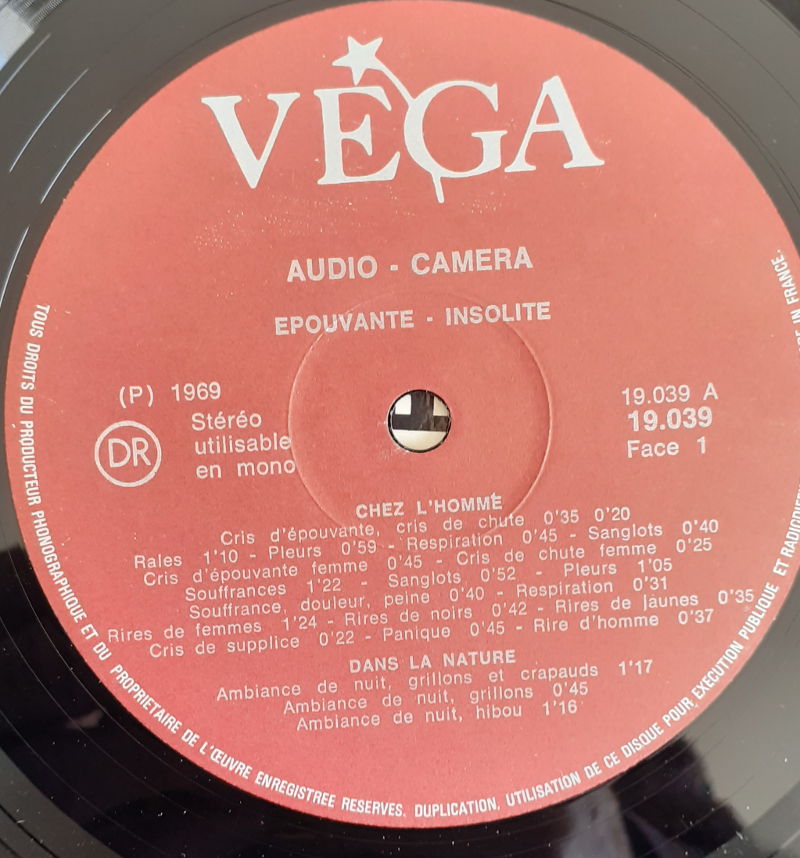 VEGA
AUDIO - CAMERA
EPOUVANTE - INSOLITE
(P) 1969
DR
Stéréo
utilisable
en mono
19.039 A
19.039
Face 1
CHEZ L'HOMME
Cris d'épouvante, cris de chute 0'35 0'20
Rales 1'10 - Pleurs 0'59 - Respiration 0'45 - Sanglots 0'40
Cris d'épouvante femme 0'45 - Cris de chute femme 0'25
Souffrances 1'22 - Sanglots 0'52 - Pleurs 1'05
Souffrance, douleur, peine 0'40 - Respiration 0'31
Rires de femmes 1'24 - Rires de noirs 0'42 - Rires de jaunes 0'35
Cris de supplice 0'22 - Panique 0'45 - Rire d'homme 0'37
DANS LA NATURE
Ambiance de nuit, grillons et crapauds 1'17
Ambiance de nuit, grillons 0'45
Ambiance de nuit, hibou 1'16
TOUS DROITS DU PRODUCTEUR PHONOGRAPHIQUE ET DU PROPRIETAIRE DE L'ŒUVRE ENREGISTREE RESERVES. DUPLICATION, UTILISATION DE CE DISQUE POUR EXECUTION PUBLIQUE ET IN FRANCE.